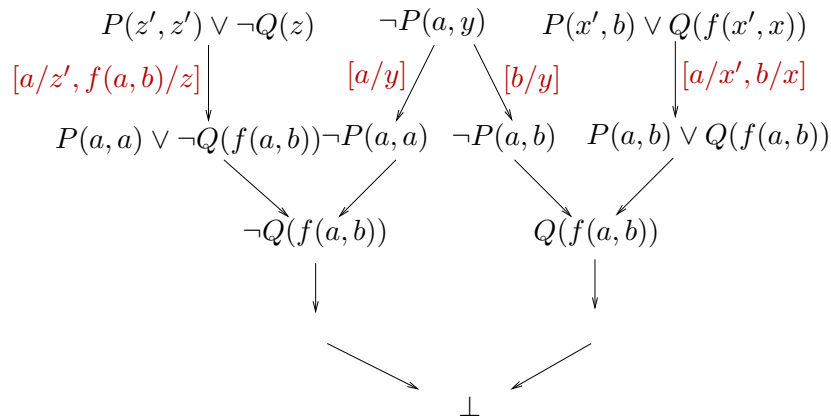 P(z′, z′) ∨ ¬Q(z) ¬P(a, y) P(x′, b) ∨ Q(f(x′, x))
[a/z′, f(a, b)/z] [a/y] [b/y] [a/x′, b/x]
P(a, a) ∨ ¬Q(f(a, b)) ¬P(a, a) ¬P(a, b) P(a, b) ∨ Q(f(a, b))
¬Q(f(a, b)) Q(f(a, b))
⊥